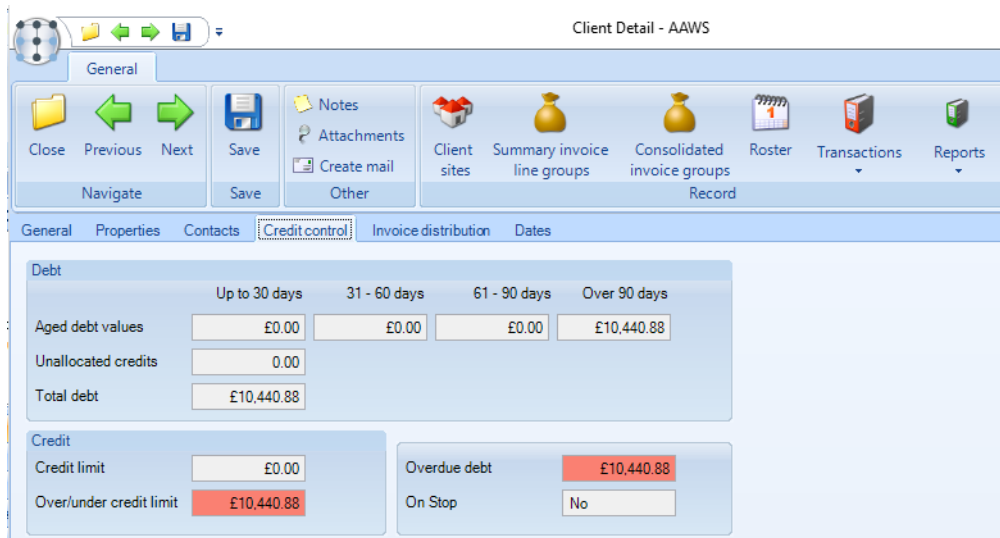 Client Detail - AAWS
General
Close
Previous
Next
Save
Notes
Attachments
Create mail
Client sites
Summary invoice line groups
Consolidated invoice groups
Roster
Transactions
Reports
Navigate
Save
Other
Record
General Properties Contacts Credit control Invoice distribution Dates
Debt
Up to 30 days 31 - 60 days 61 - 90 days Over 90 days
Aged debt values £0.00 £0.00 £0.00 £10,440.88
Unallocated credits 0.00
Total debt £10,440.88
Credit
Credit limit £0.00
Over/under credit limit £10,440.88
Overdue debt £10,440.88
On Stop No